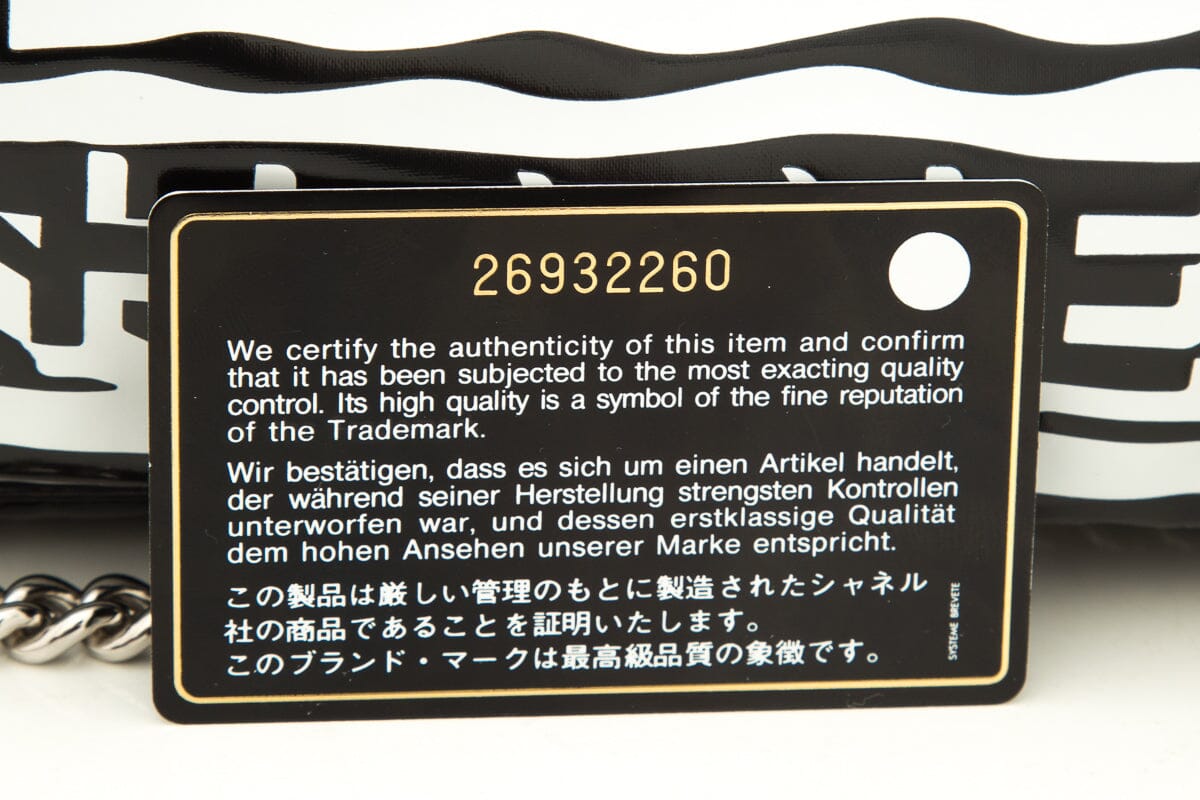 26932260
We certify the authenticity of this item and confirm
that it has been subjected to the most exacting quality
control. Its high quality is a symbol of the fine reputation
of the Trademark.
Wir bestätigen, dass es sich um einen Artikel handelt,
der während seiner Herstellung strengsten Kontrollen
unterworfen war, und dessen erstklassige Qualität
dem hohen Ansehen unserer Marke entspricht.
この製品は厳しい管理のもとに製造されたシャネル
社の商品であることを証明いたします。
このブランド・マークは最高級品質の象徴です。
SYSTEME BREVETE